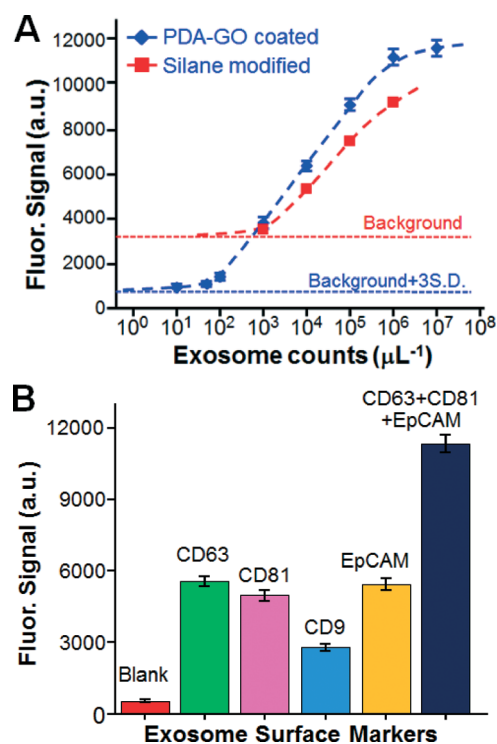 A
PDA-GO coated
Silane modified
Fluor. Signal (a.u.)
12000
10000
8000
6000
4000
2000
0
Background
Background+3S.D.
10⁰ 10¹ 10² 10³ 10⁴ 10⁵ 10⁶ 10⁷ 10⁸
Exosome counts (μL⁻¹)
B
Fluor. Signal (a.u.)
12000
9000
6000
3000
0
Blank
CD63
CD81
CD9
EpCAM
CD63+CD81
+EpCAM
Exosome Surface Markers